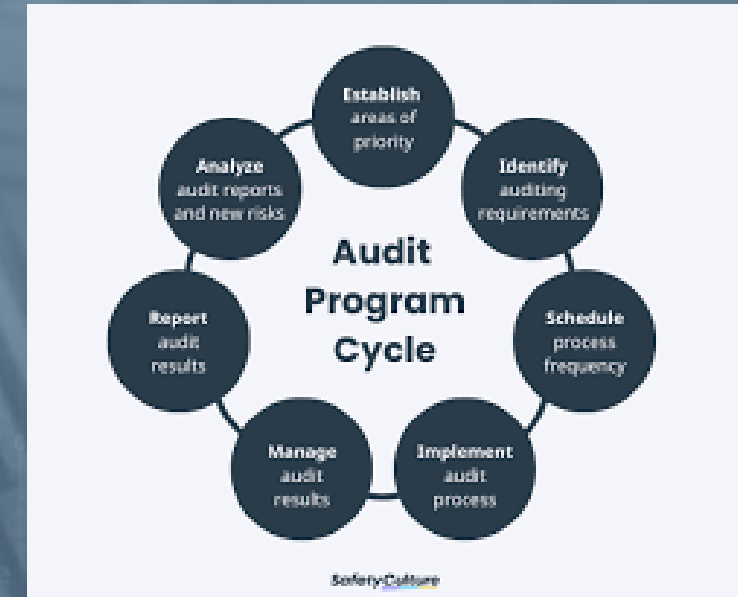 Audit
Program
Cycle
Establish
areas of
priority
Identify
auditing
requirements
Schedule
process
frequency
Implement
audit
process
Manage
audit
results
Report
audit
results
Analyze
audit reports
and new risks
SafetyCulture